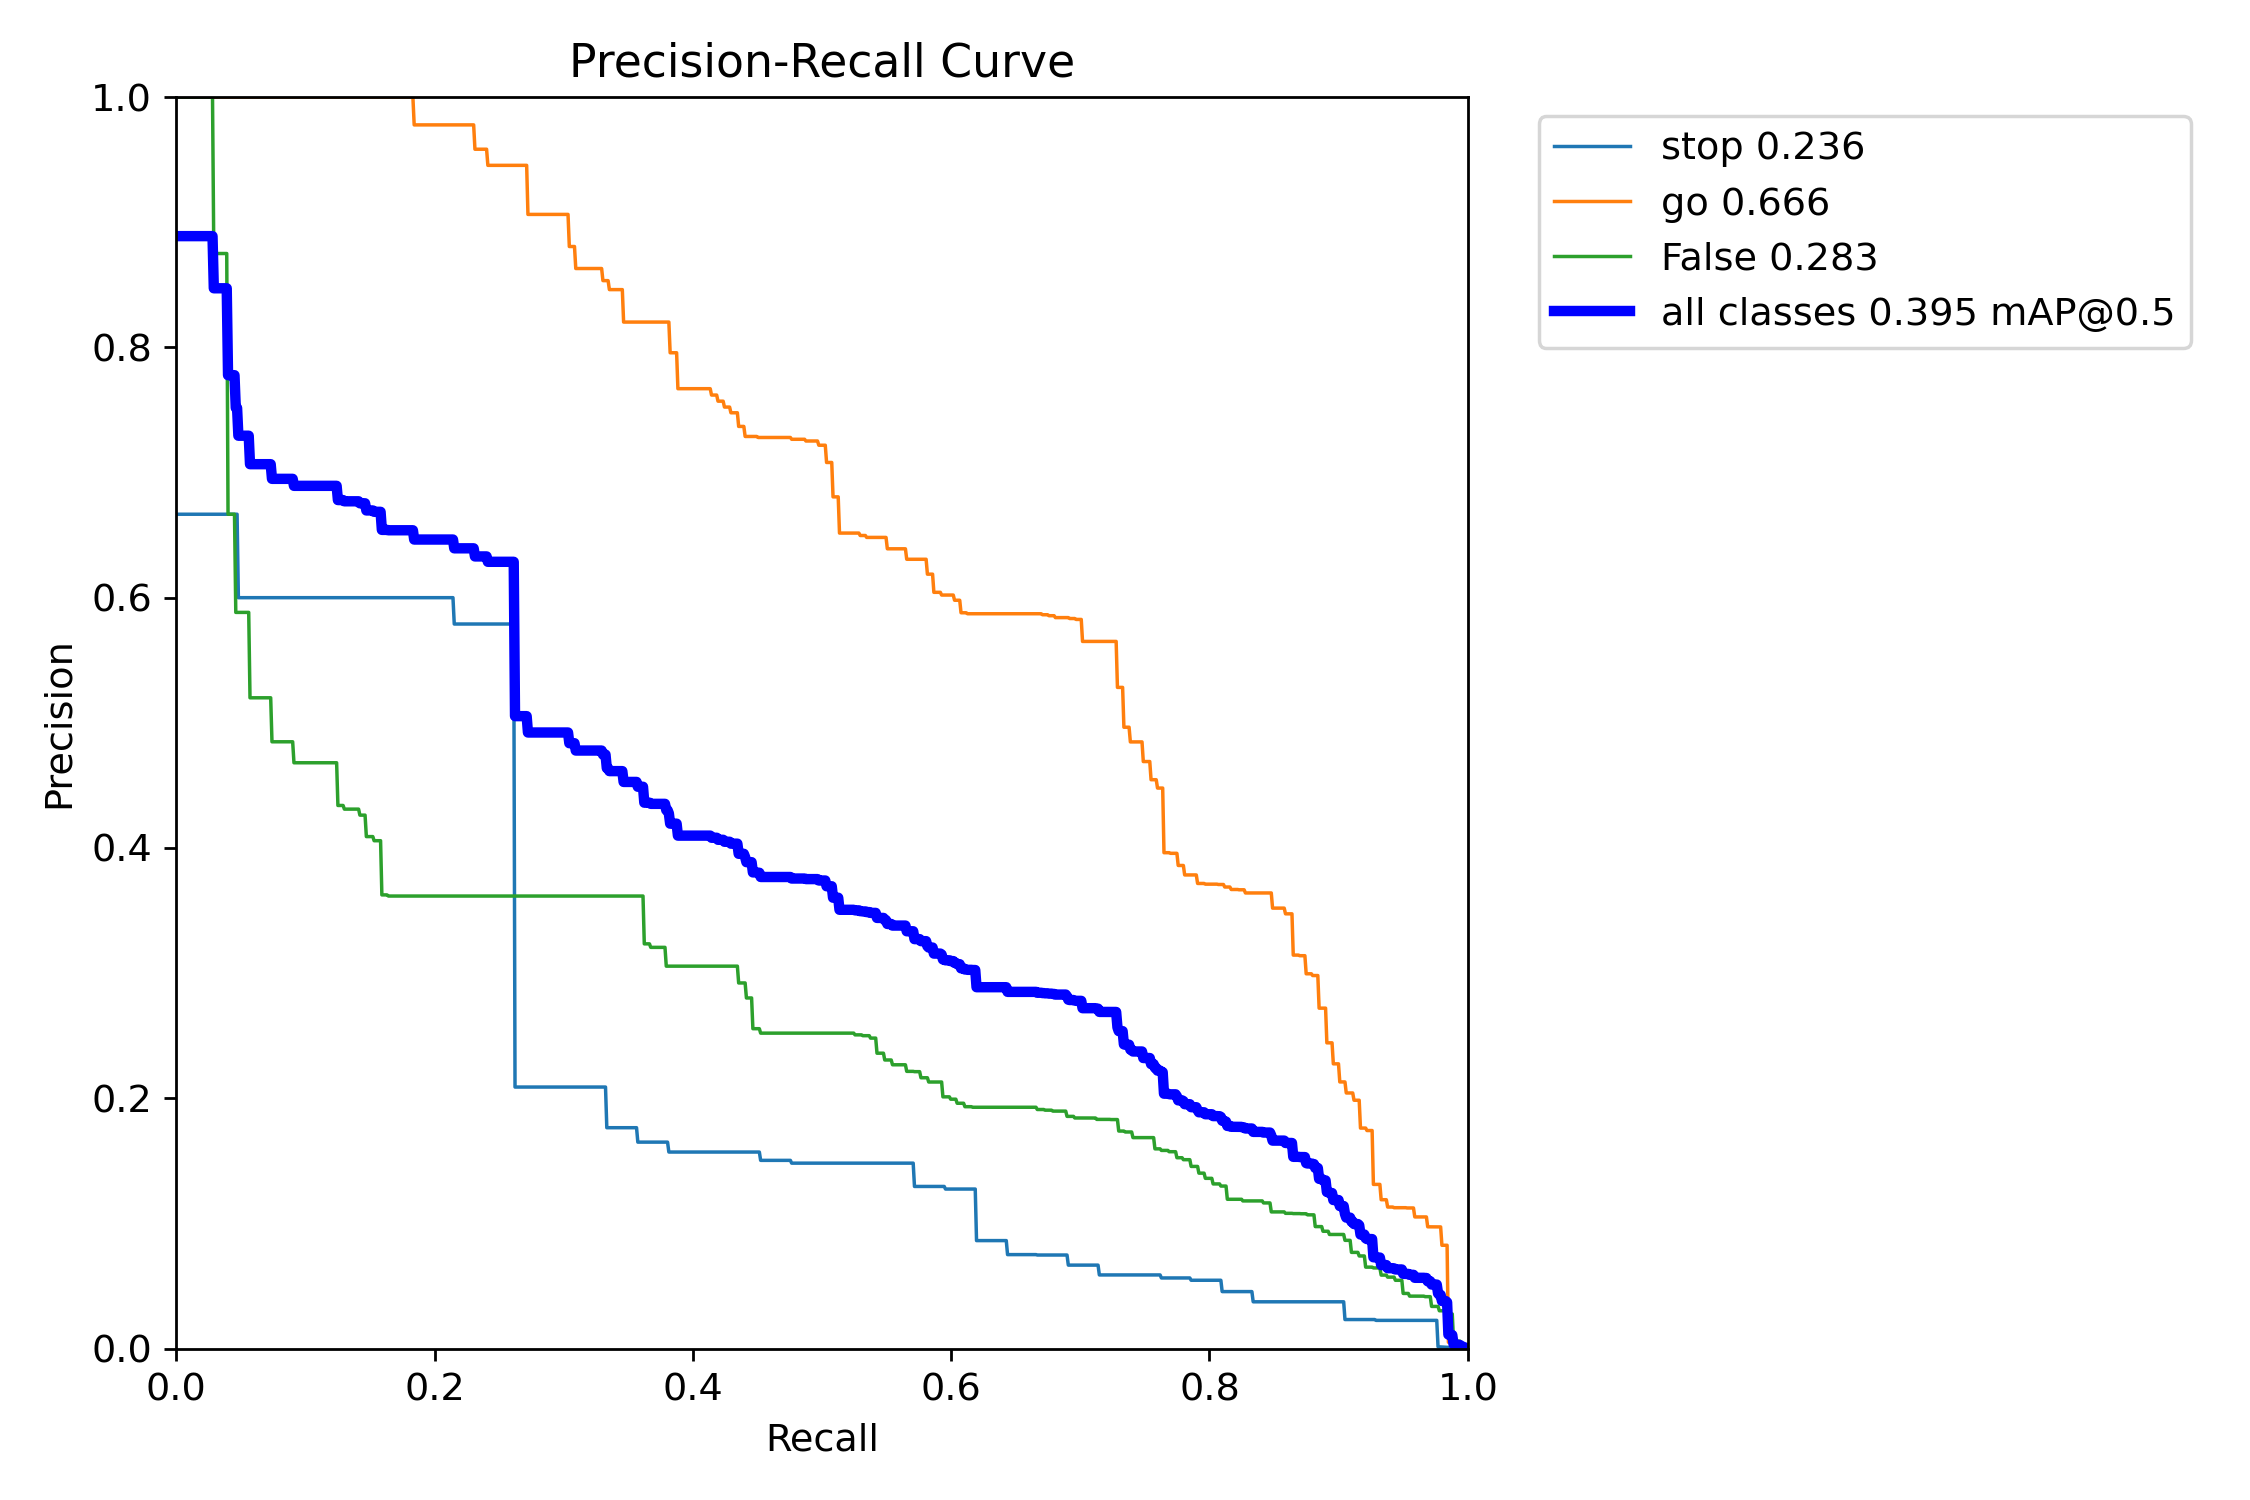 Precision-Recall Curve
1.0
0.8
0.6
0.4
0.2
0.0
Precision
0.0 0.2 0.4 0.6 0.8 1.0
Recall
stop 0.236
go 0.666
False 0.283
all classes 0.395 mAP@0.5